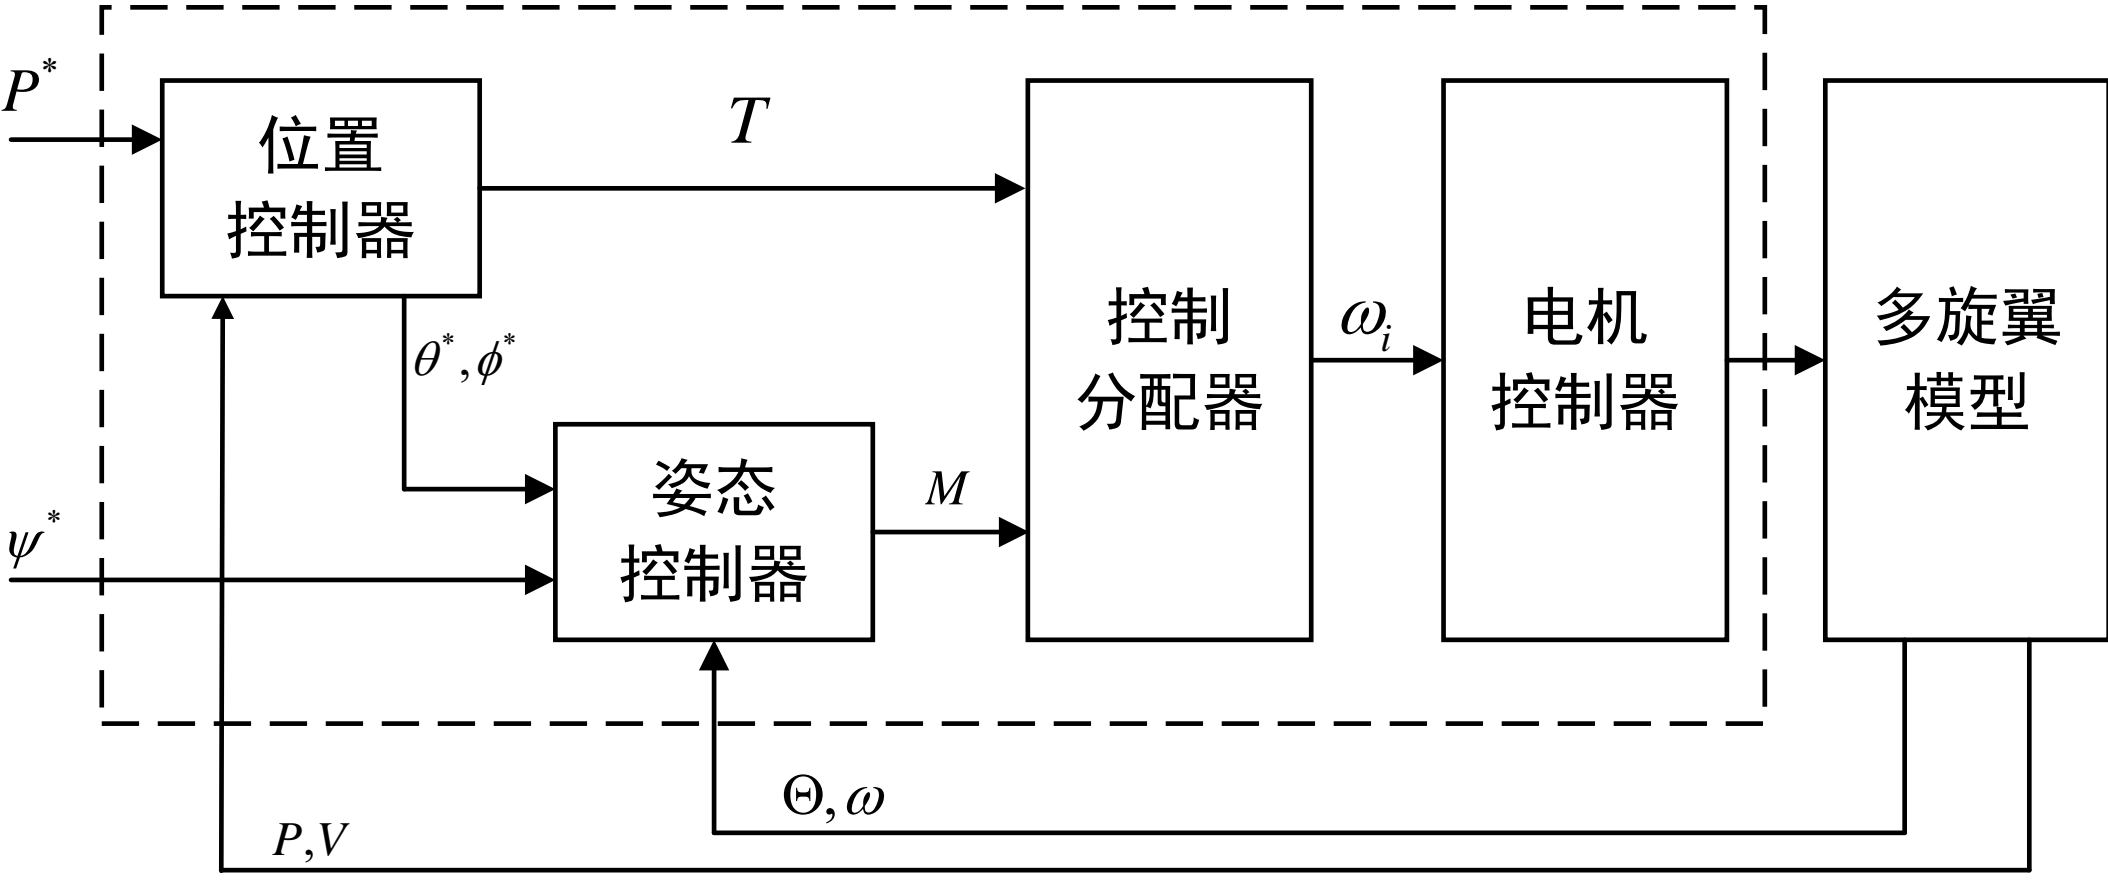 P*
位置
控制器
T
θ*,ϕ*
ψ*
姿态
控制器
M
控制
分配器
ωᵢ
电机
控制器
多旋翼
模型
Θ,ω
P,V